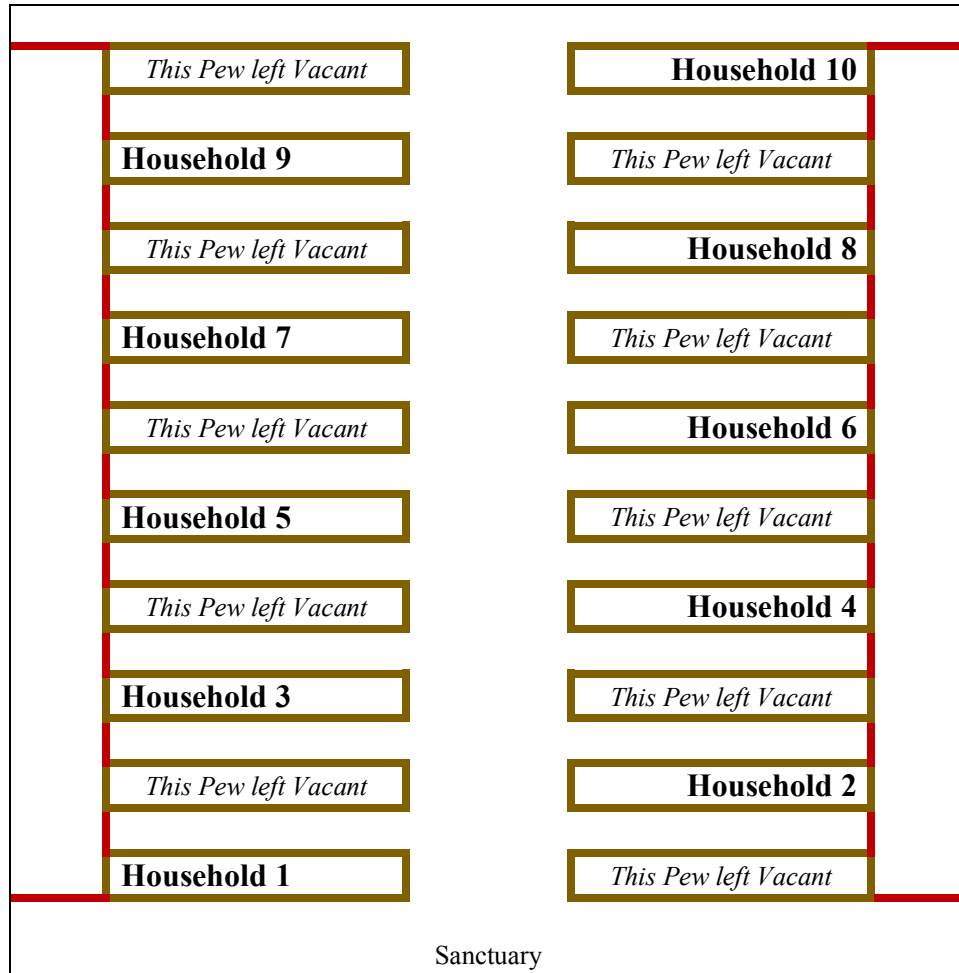 This Pew left Vacant
Household 10
Household 9
This Pew left Vacant
This Pew left Vacant
Household 8
Household 7
This Pew left Vacant
This Pew left Vacant
Household 6
Household 5
This Pew left Vacant
This Pew left Vacant
Household 4
Household 3
This Pew left Vacant
This Pew left Vacant
Household 2
Household 1
This Pew left Vacant
Sanctuary